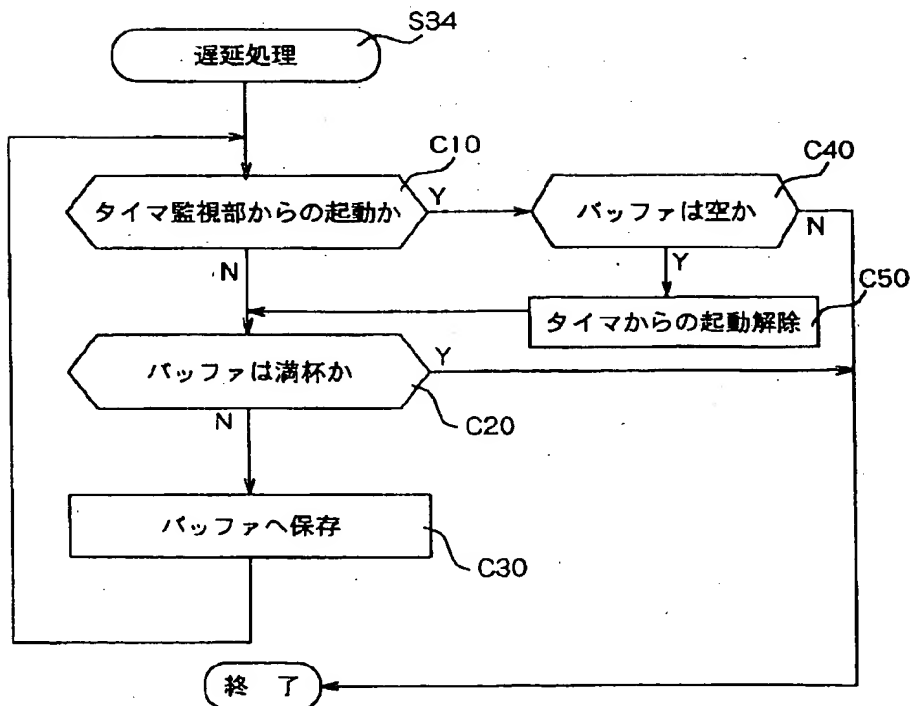 S34
遅延処理
C10
タイマ監視部からの起動か
Y
N
C40
バッファは空か
N
Y
C50
タイマからの起動解除
バッファは満杯か
Y
N
C20
バッファへ保存
C30
終 了